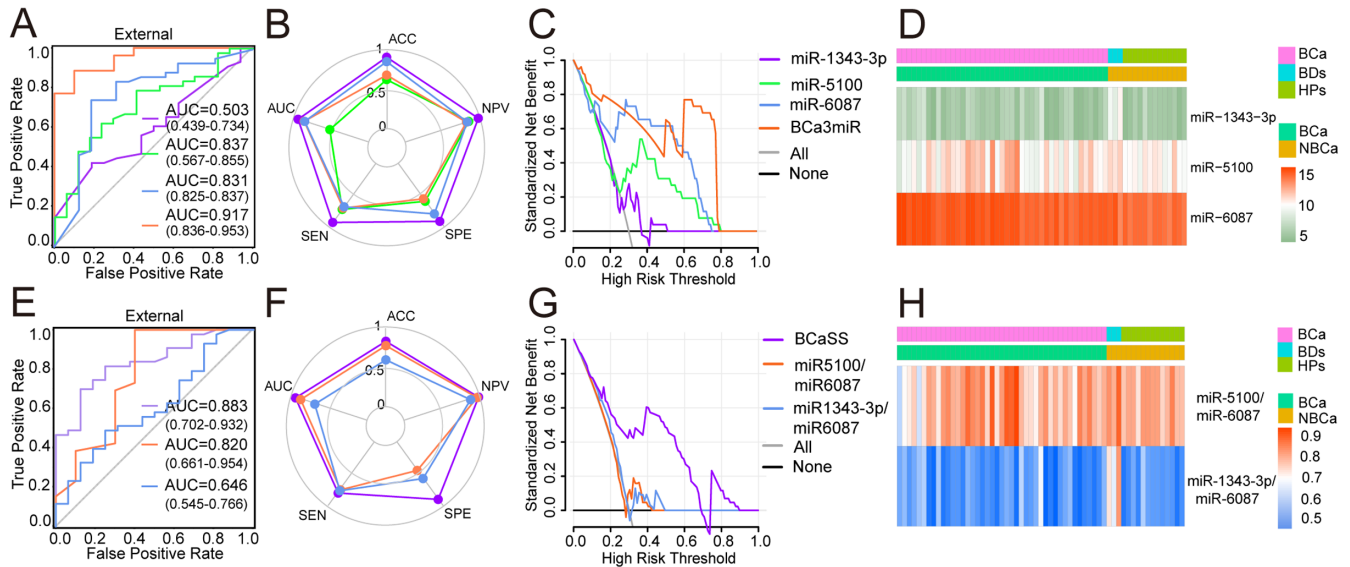 A
External
True Positive Rate
1.0
0.8
0.6
0.4
0.2
0.0
AUC=0.503
(0.439-0.734)
AUC=0.837
(0.567-0.855)
AUC=0.831
(0.825-0.837)
AUC=0.917
(0.836-0.953)
0.0 0.2 0.4 0.6 0.8 1.0
False Positive Rate
B
ACC
1
0.5
0
NPV
SPE
SEN
AUC
C
Standardized Net Benefit
1.0
0.8
0.6
0.4
0.2
0.0
0.0 0.2 0.4 0.6 0.8 1.0
High Risk Threshold
miR-1343-3p
miR-5100
miR-6087
BCa3miR
All
None
D
miR−1343−3p
miR−5100
miR−6087
BCa
BDs
HPs
BCa
NBCa
15
10
5
E
External
True Positive Rate
1.0
0.8
0.6
0.4
0.2
0.0
AUC=0.883
(0.702-0.932)
AUC=0.820
(0.661-0.954)
AUC=0.646
(0.545-0.766)
0.0 0.2 0.4 0.6 0.8 1.0
False Positive Rate
F
ACC
1
0.5
0
NPV
SPE
SEN
AUC
G
Standardized Net Benefit
1.0
0.8
0.6
0.4
0.2
0.0
0.0 0.2 0.4 0.6 0.8 1.0
High Risk Threshold
BCaSS
miR5100/
miR6087
miR1343-3p/
miR6087
All
None
H
miR-5100/
miR-6087
miR-1343-3p/
miR-6087
BCa
BDs
HPs
BCa
NBCa
0.9
0.8
0.7
0.6
0.5